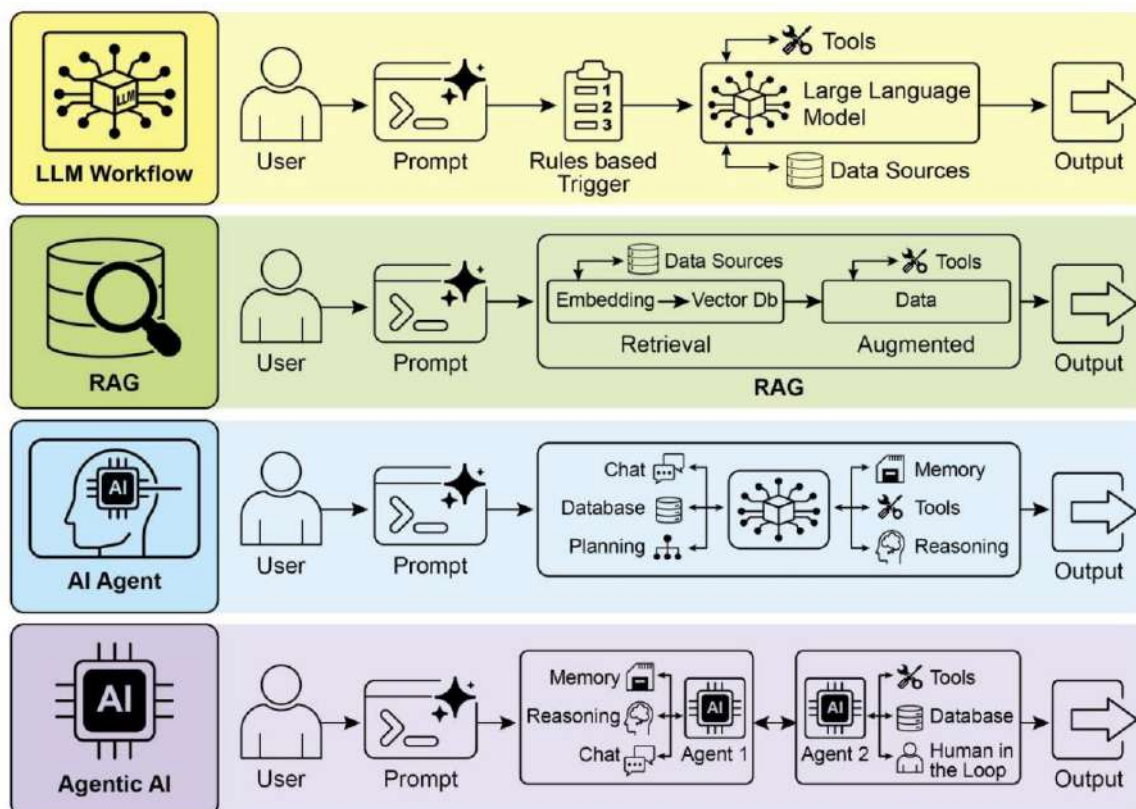 LLM
LLM Workflow
User
Prompt
1
2
3
Rules based
Trigger
Tools
Large Language
Model
Data Sources
Output
RAG
User
Prompt
Data Sources
Embedding
Vector Db
Retrieval
Tools
Data
Augmented
RAG
Output
AI
AI Agent
User
Prompt
Chat
Database
Planning
Memory
Tools
Reasoning
Output
AI
Agentic AI
User
Prompt
Memory
Reasoning
Chat
AI
Agent 1
AI
Agent 2
Tools
Database
Human in
the Loop
Output